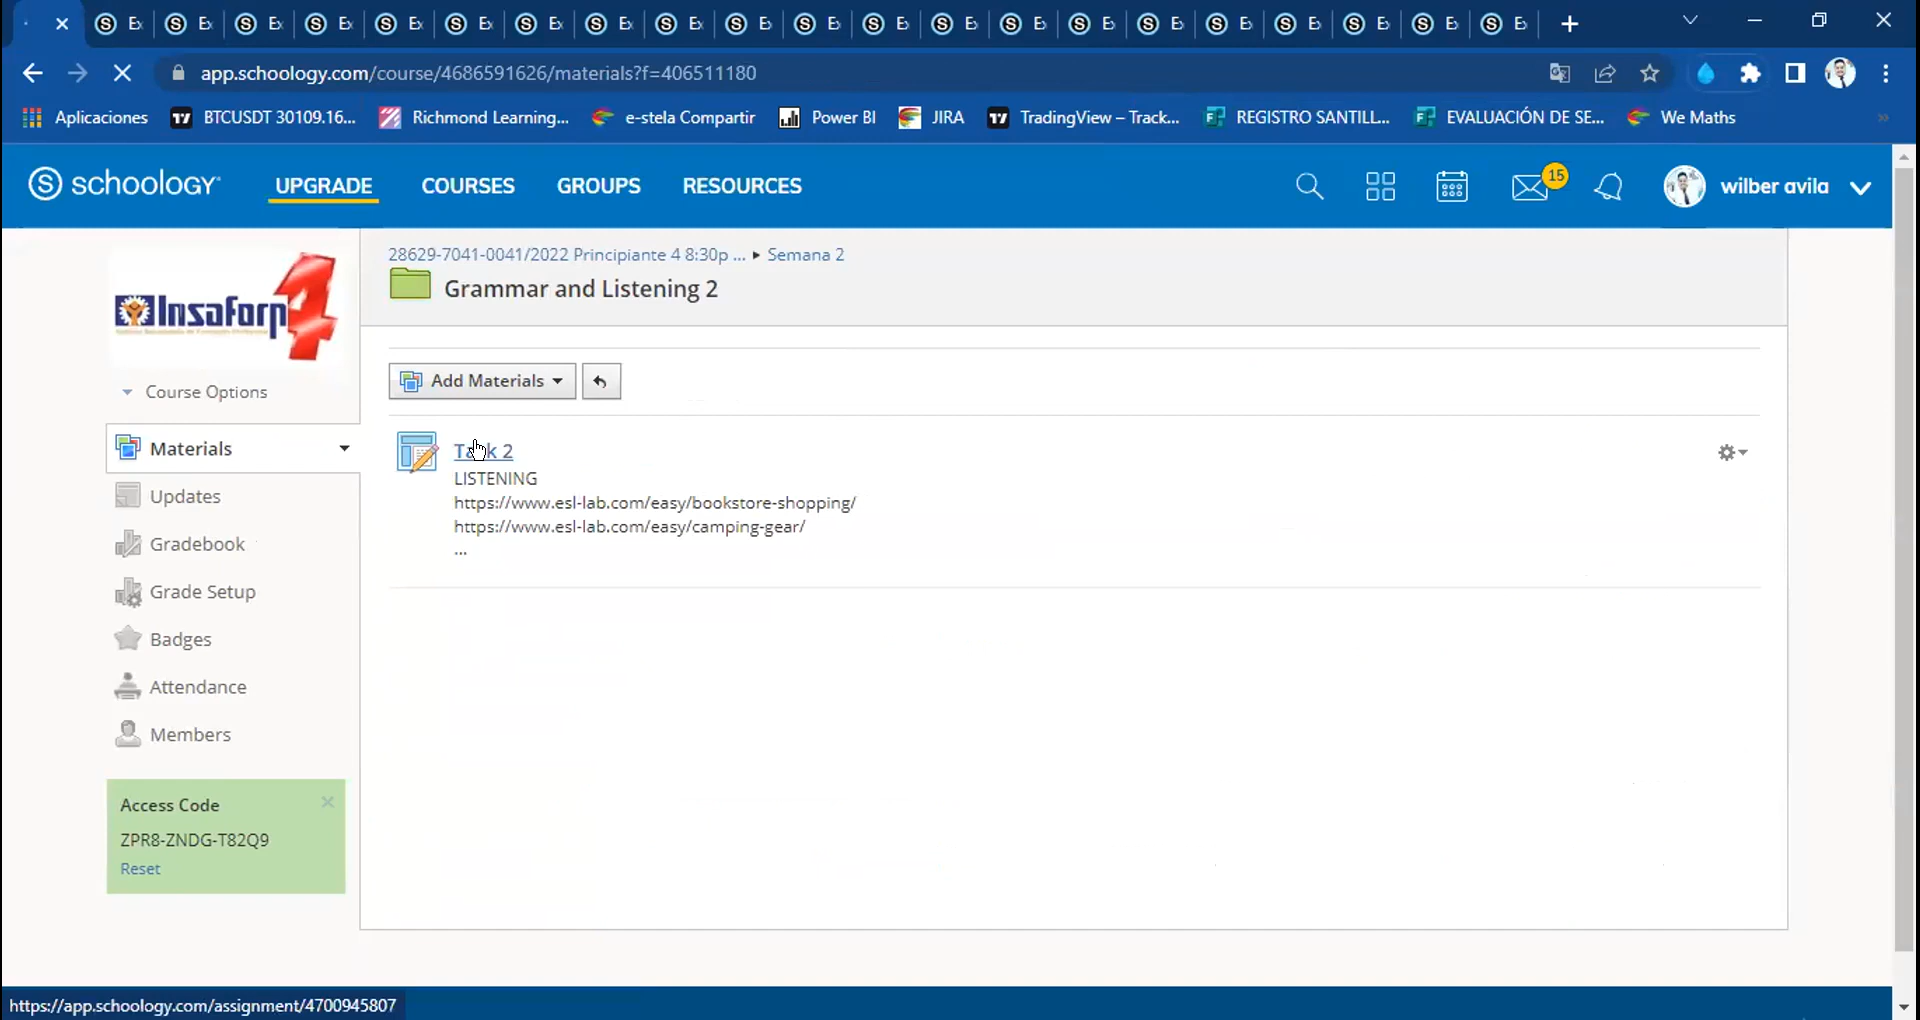 E E E E E E E E E E E E E E E E E E E E E
app.schoology.com/course/4686591626/materials?f=406511180
Aplicaciones BTCUSDT 30109.16... Richmond Learning... e-stela Compartir Power BI JIRA TradingView – Track... REGISTRO SANTILL... EVALUACIÓN DE SE... We Maths »
S schoology UPGRADE COURSES GROUPS RESOURCES 15 wilber avila
28629-7041-0041/2022 Principiante 4 8:30p ... ▸ Semana 2
Grammar and Listening 2
Insaforp 4
Course Options
Add Materials
Materials
Updates
Gradebook
Grade Setup
Badges
Attendance
Members
Task 2
LISTENING
https://www.esl-lab.com/easy/bookstore-shopping/
https://www.esl-lab.com/easy/camping-gear/
...
Access Code
ZPR8-ZNDG-T82Q9
Reset
https://app.schoology.com/assignment/4700945807